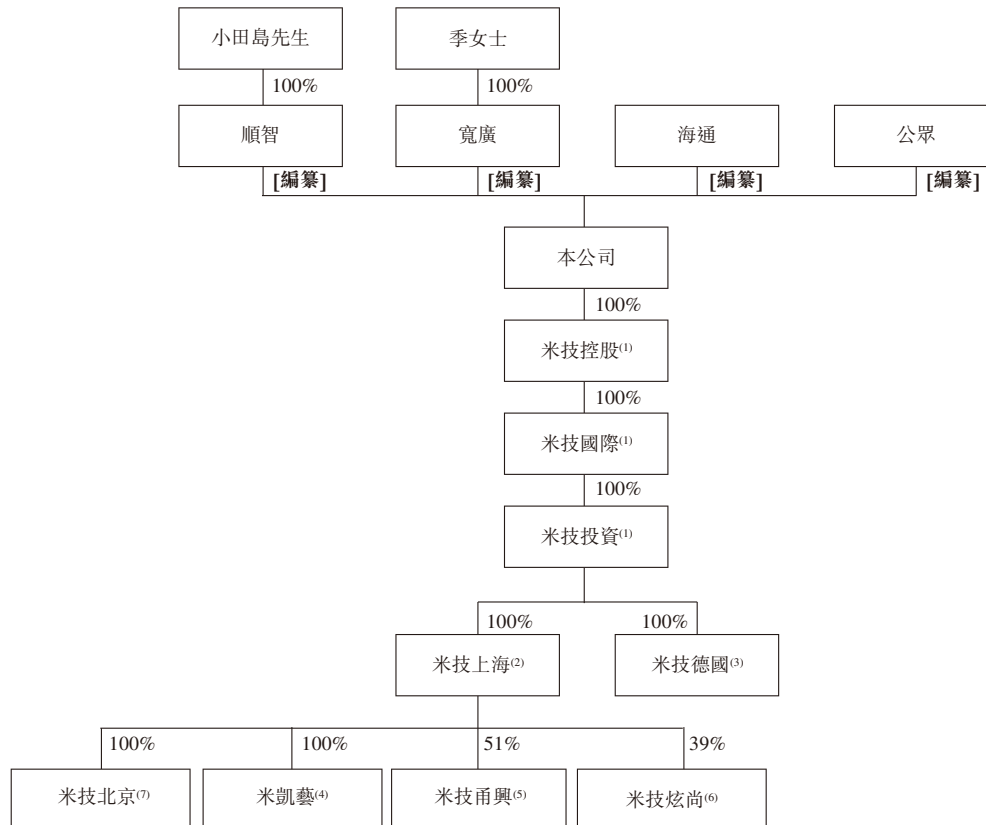 小田島先生
季女士
100%
100%
順智
寬廣
海通
公眾
[編纂]
[編纂]
[編纂]
[編纂]
本公司
100%
米技控股(1)
100%
米技國際(1)
100%
米技投資(1)
100%
100%
米技上海(2)
米技德國(3)
100%
100%
51%
39%
米技北京(7)
米凱藝(4)
米技甬興(5)
米技炫尚(6)